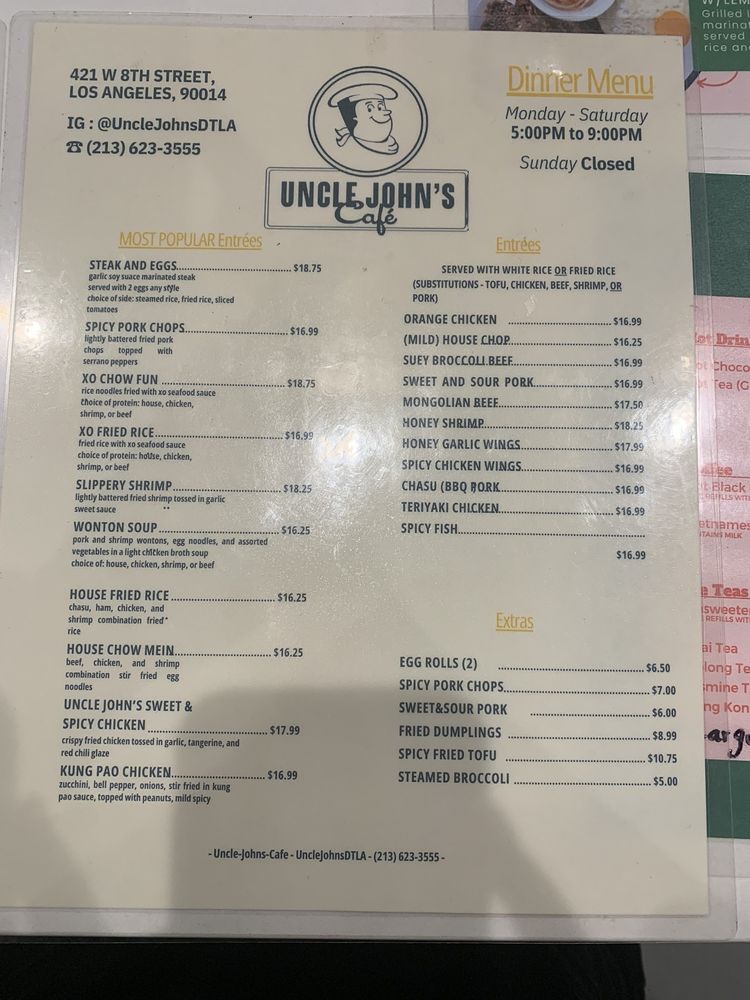 421 W 8TH STREET,
LOS ANGELES, 90014
IG : @UncleJohnsDTLA
☎ (213) 623-3555
UNCLE JOHN'S
Café
Dinner Menu
Monday - Saturday
5:00PM to 9:00PM
Sunday Closed
MOST POPULAR Entrées
STEAK AND EGGS $18.75
garlic soy suace marinated steak
served with 2 eggs any style
choice of side: steamed rice, fried rice, sliced
tomatoes
SPICY PORK CHOPS $16.99
lightly battered fried pork
chops topped with
serrano peppers
XO CHOW FUN $18.75
rice noodles fried with xo seafood sauce
choice of protein: house, chicken,
shrimp, or beef
XO FRIED RICE $16.99
fried rice with xo seafood sauce
choice of protein: house, chicken,
shrimp, or beef
SLIPPERY SHRIMP $18.25
lightly battered fried shrimp tossed in garlic
sweet sauce
WONTON SOUP $16.25
pork and shrimp wontons, egg noodles, and assorted
vegetables in a light chicken broth soup
choice of: house, chicken, shrimp, or beef
HOUSE FRIED RICE $16.25
chasu, ham, chicken, and
shrimp combination fried
rice
HOUSE CHOW MEIN $16.25
beef, chicken, and shrimp
combination stir fried egg
noodles
UNCLE JOHN'S SWEET &
SPICY CHICKEN $17.99
crispy fried chicken tossed in garlic, tangerine, and
red chili glaze
KUNG PAO CHICKEN $16.99
zucchini, bell pepper, onions, stir fried in kung
pao sauce, topped with peanuts, mild spicy
Entrées
SERVED WITH WHITE RICE OR FRIED RICE
(SUBSTITUTIONS - TOFU, CHICKEN, BEEF, SHRIMP, OR
PORK)
ORANGE CHICKEN $16.99
(MILD) HOUSE CHOP $16.25
SUEY BROCCOLI BEEF $16.99
SWEET AND SOUR PORK $16.99
MONGOLIAN BEEF $17.50
HONEY SHRIMP $18.25
HONEY GARLIC WINGS $17.99
SPICY CHICKEN WINGS $16.99
CHASU (BBQ PORK $16.99
TERIYAKI CHICKEN $16.99
SPICY FISH
$16.99
Extras
EGG ROLLS (2) $6.50
SPICY PORK CHOPS $7.00
SWEET&SOUR PORK $6.00
FRIED DUMPLINGS $8.99
SPICY FRIED TOFU $10.75
STEAMED BROCCOLI $5.00
- Uncle-Johns-Cafe - UncleJohnsDTLA - (213) 623-3555 -
Grilled
served
rice
Tea (G
Black
Teas
Tea